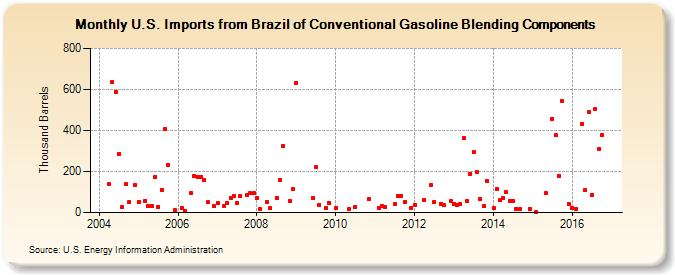 Monthly U.S. Imports from Brazil of Conventional Gasoline Blending Components
Thousand Barrels
800
600
400
200
0
2004 2006 2008 2010 2012 2014 2016
Source: U.S. Energy Information Administration